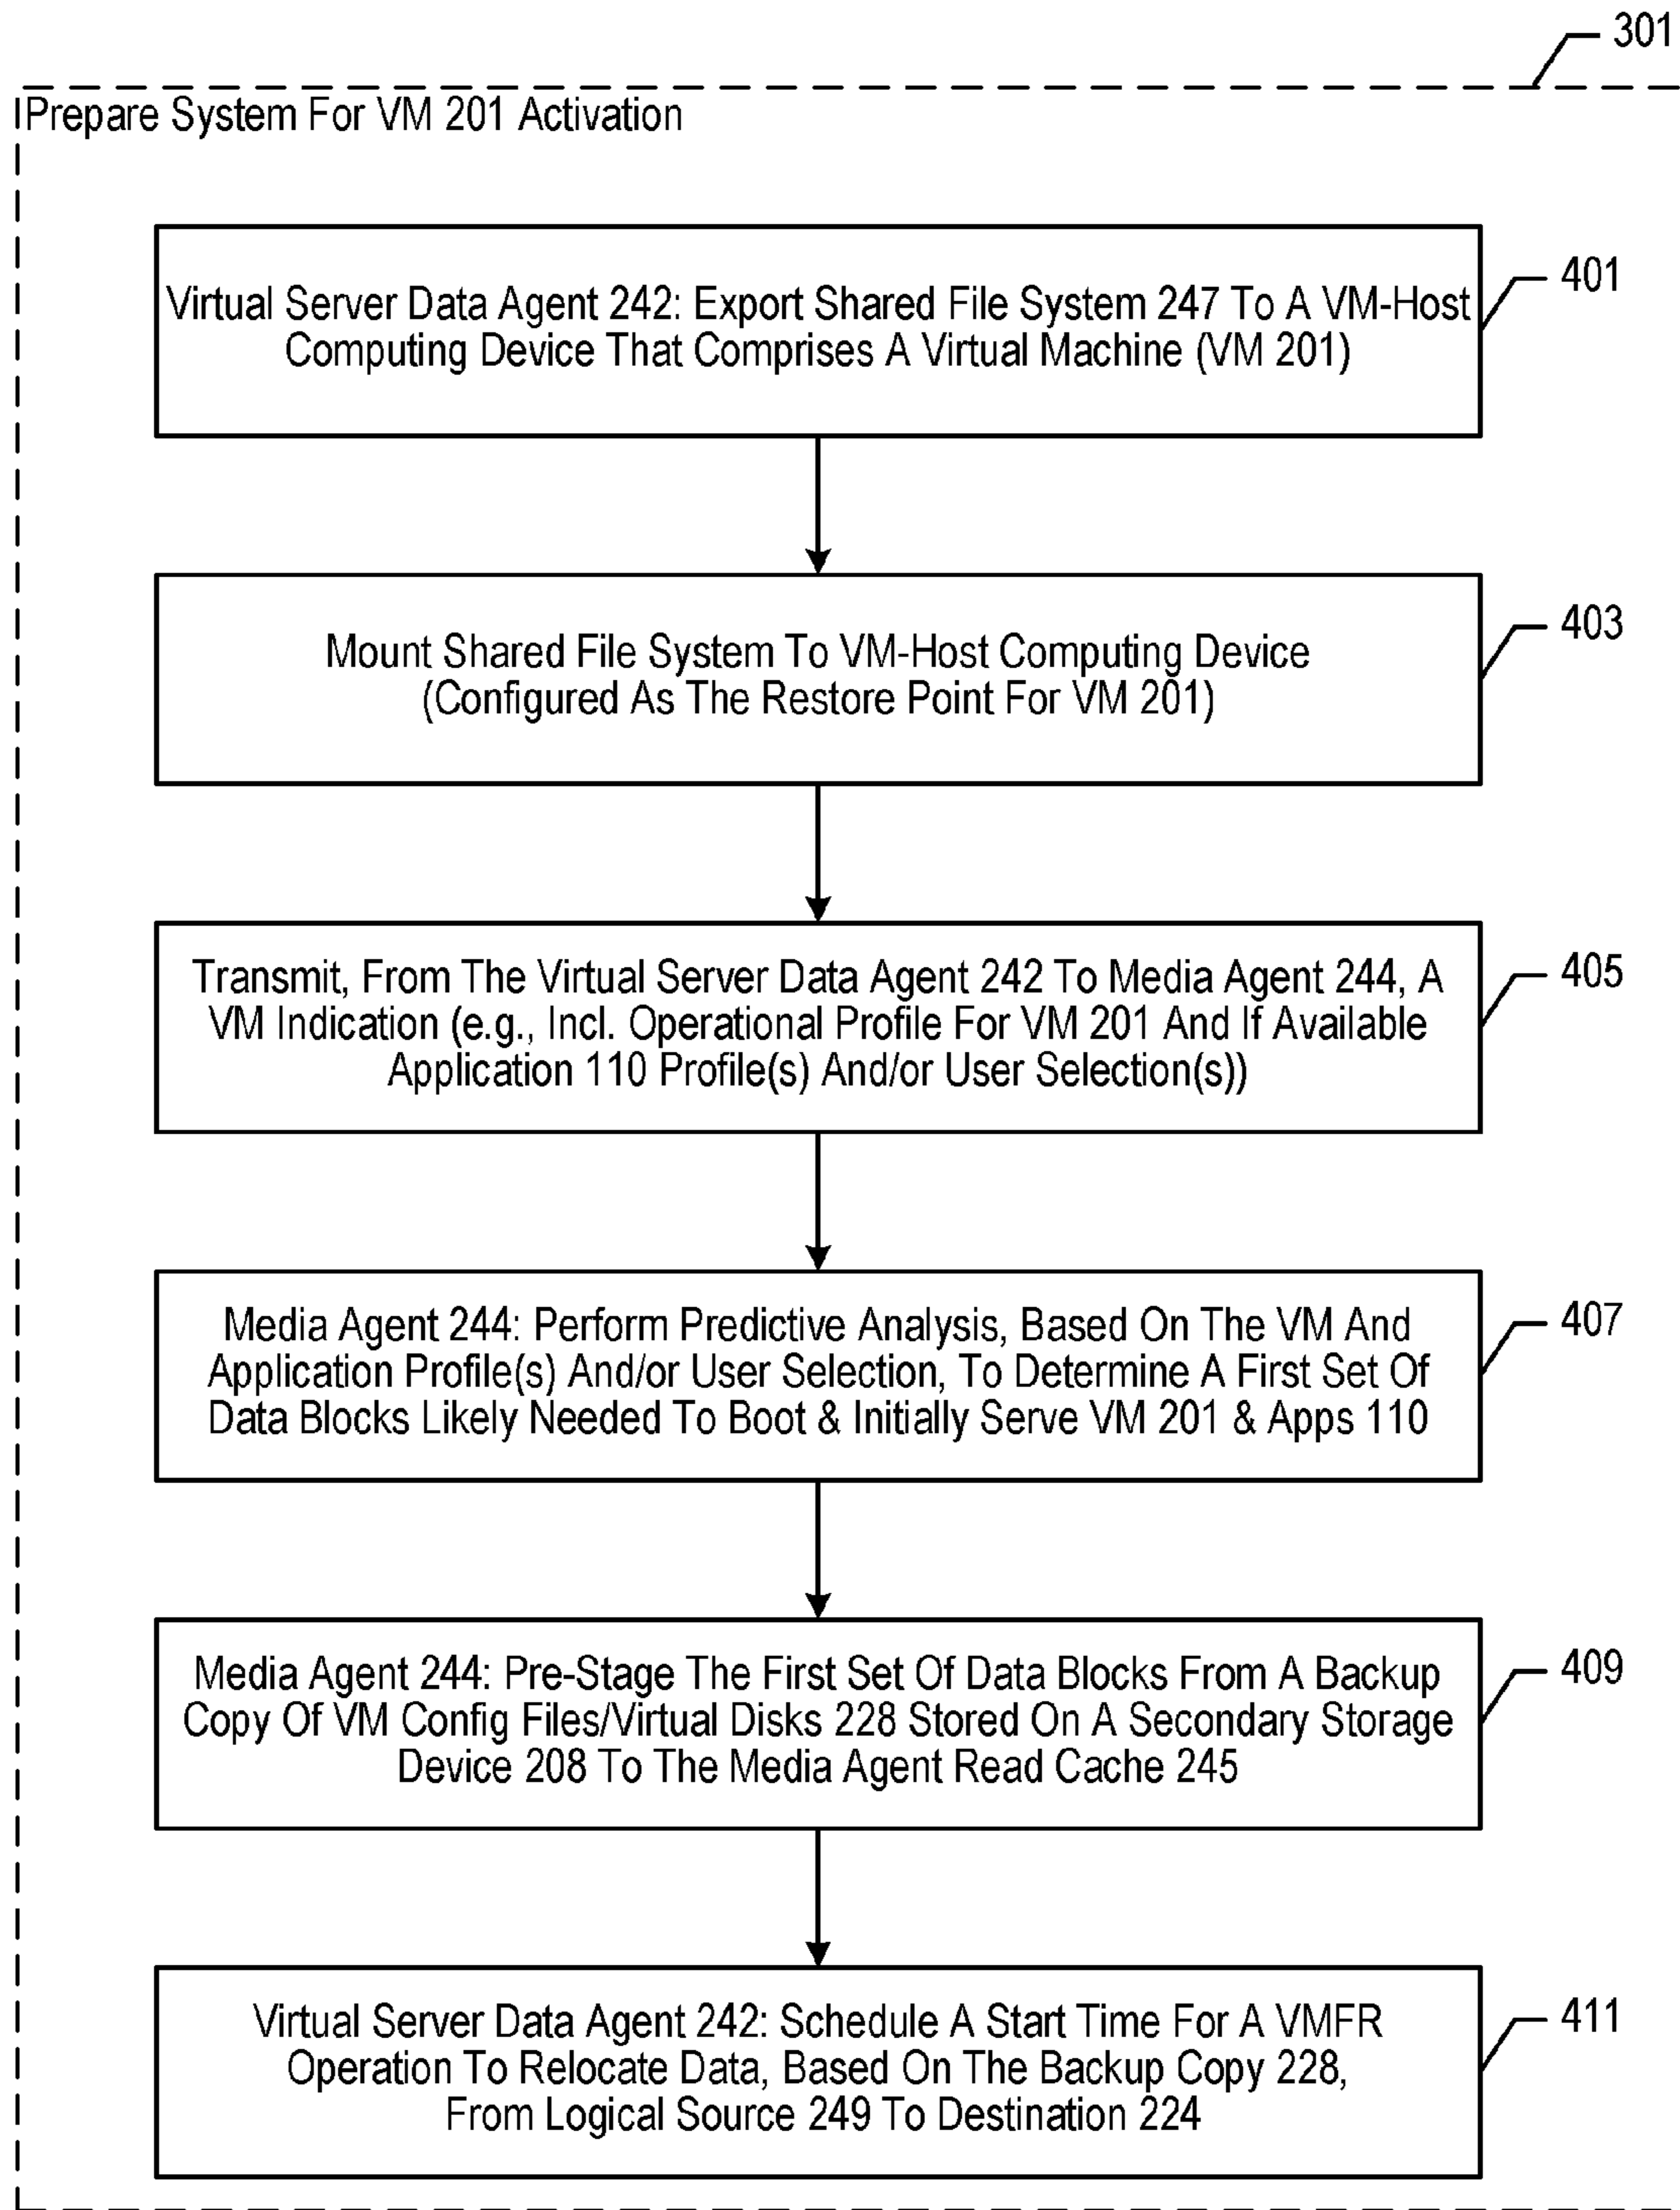 301
Prepare System For VM 201 Activation
Virtual Server Data Agent 242: Export Shared File System 247 To A VM-Host
Computing Device That Comprises A Virtual Machine (VM 201)
401
Mount Shared File System To VM-Host Computing Device
(Configured As The Restore Point For VM 201)
403
Transmit, From The Virtual Server Data Agent 242 To Media Agent 244, A
VM Indication (e.g., Incl. Operational Profile For VM 201 And If Available
Application 110 Profile(s) And/or User Selection(s))
405
Media Agent 244: Perform Predictive Analysis, Based On The VM And
Application Profile(s) And/or User Selection, To Determine A First Set Of
Data Blocks Likely Needed To Boot & Initially Serve VM 201 & Apps 110
407
Media Agent 244: Pre-Stage The First Set Of Data Blocks From A Backup
Copy Of VM Config Files/Virtual Disks 228 Stored On A Secondary Storage
Device 208 To The Media Agent Read Cache 245
409
Virtual Server Data Agent 242: Schedule A Start Time For A VMFR
Operation To Relocate Data, Based On The Backup Copy 228,
From Logical Source 249 To Destination 224
411